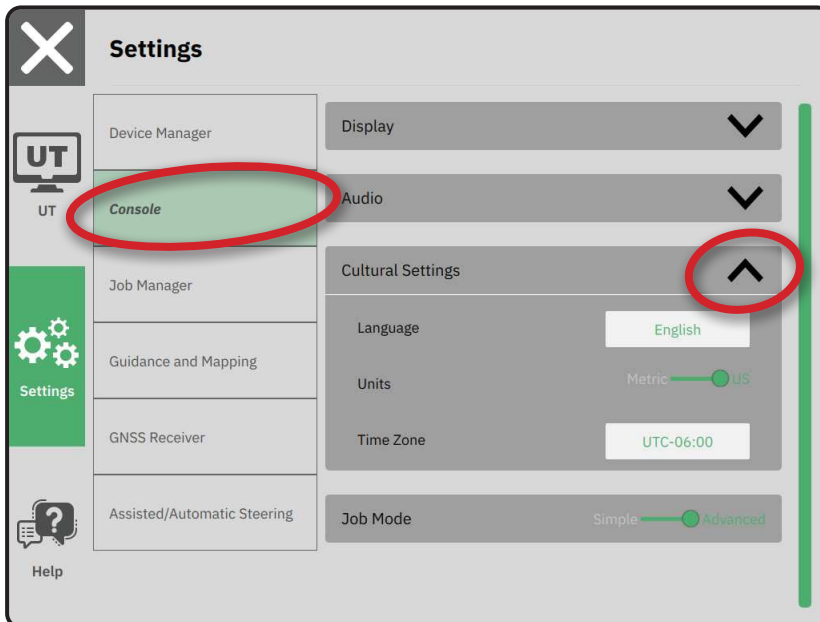 Settings
UT
UT
Settings
Help
Device Manager
Console
Job Manager
Guidance and Mapping
GNSS Receiver
Assisted/Automatic Steering
Display
Audio
Cultural Settings
Language English
Units Metric US
Time Zone UTC-06:00
Job Mode Simple Advanced